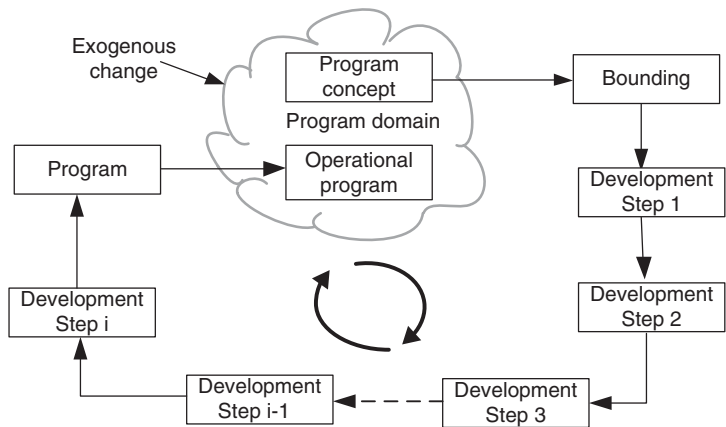 Exogenous
change
Program
concept
Bounding
Program domain
Program
Operational
program
Development
Step 1
Development
Step i
Development
Step 2
Development
Step i-1
Development
Step 3